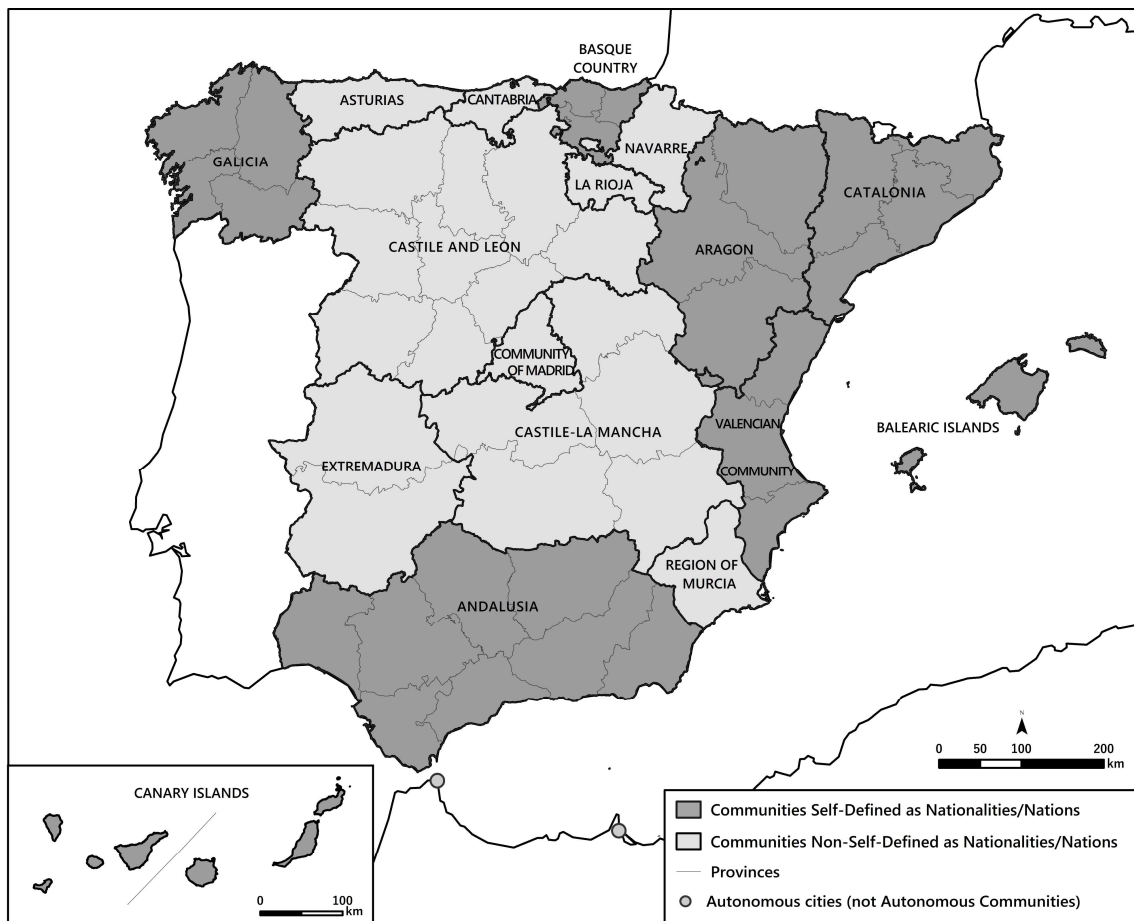 BASQUE
COUNTRY
ASTURIAS
CANTABRIA
GALICIA
NAVARRE
LA RIOJA
CATALONIA
CASTILE AND LEÓN
ARAGON
COMMUNITY
OF MADRID
VALENCIAN
COMMUNITY
BALEARIC ISLANDS
CASTILE-LA MANCHA
EXTREMADURA
REGION OF
MURCIA
ANDALUSIA
N
0 50 100 200
km
CANARY ISLANDS
0 100
km
Communities Self-Defined as Nationalities/Nations
Communities Non-Self-Defined as Nationalities/Nations
Provinces
Autonomous cities (not Autonomous Communities)